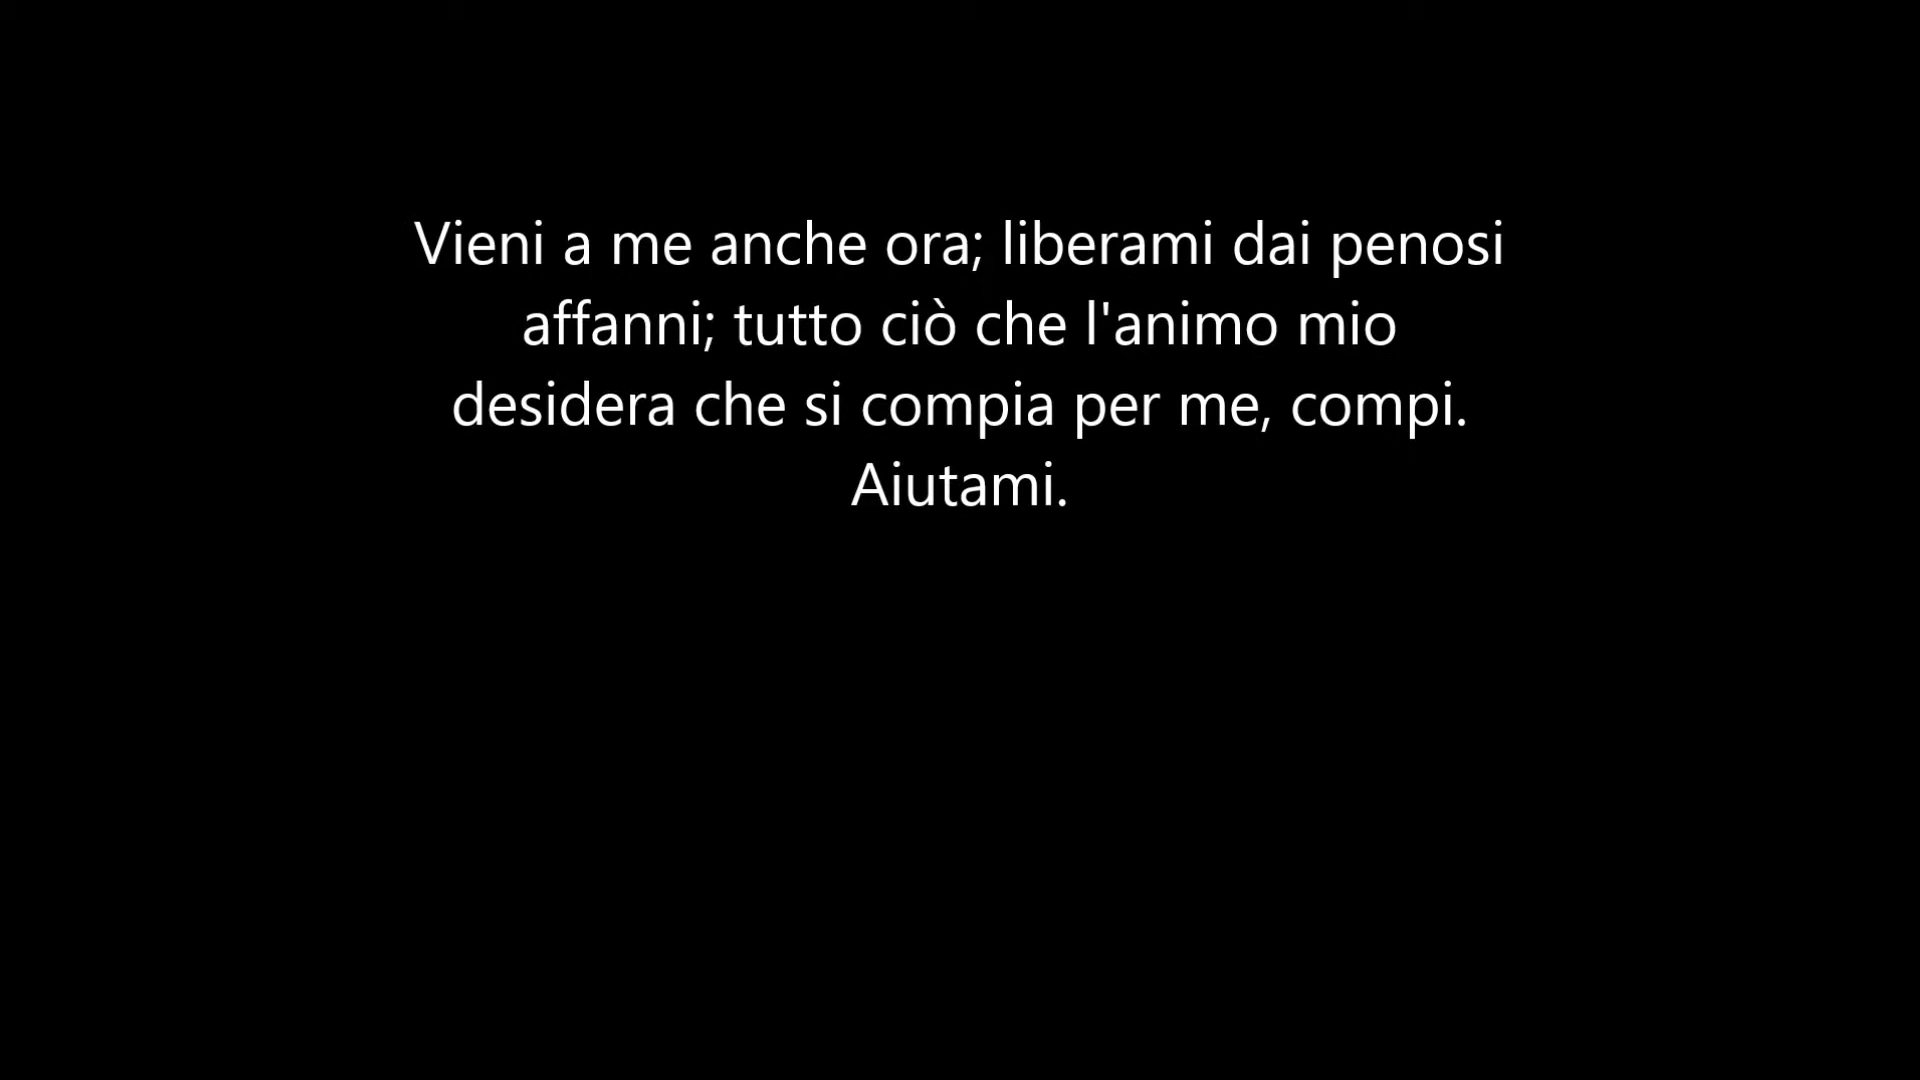 Vieni a me anche ora; liberami dai penosi
affanni; tutto ciò che l'animo mio
desidera che si compia per me, compi.
Aiutami.